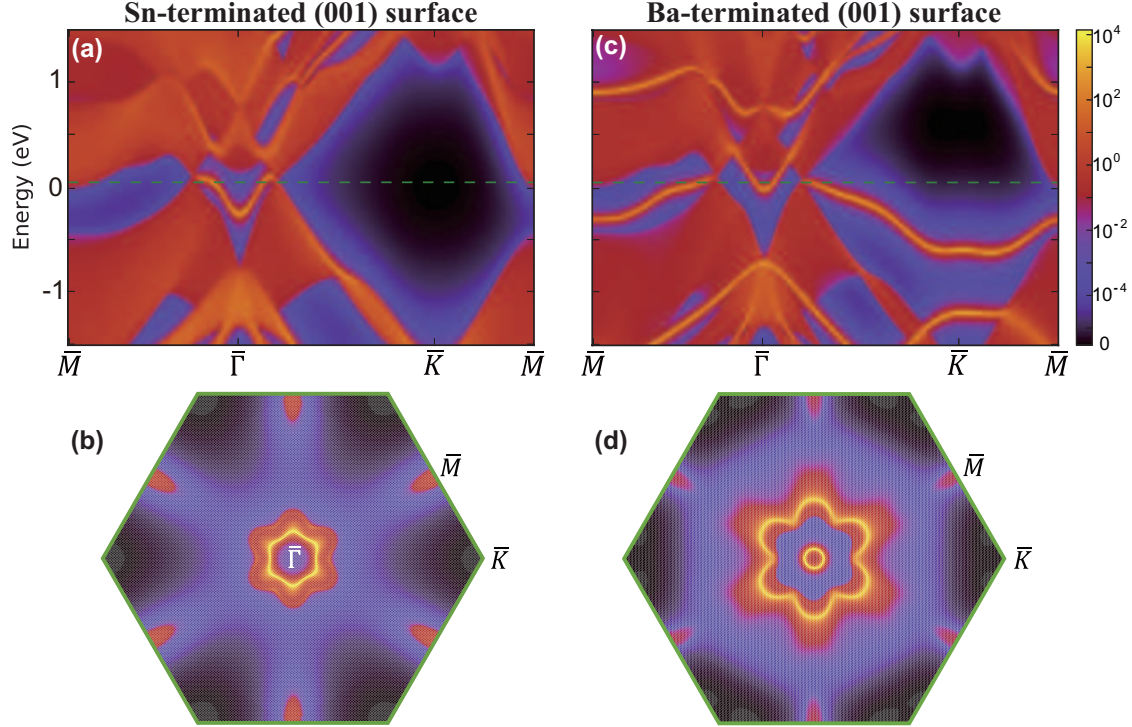 Sn-terminated (001) surface
Ba-terminated (001) surface
(a)
(c)
Energy (eV)
1
0
-1
10^4
10^2
10^0
10^-2
10^-4
0
M̅ Γ̅ K̅ M̅
M̅ Γ̅ K̅ M̅
(b)
M̅
Γ̅
K̅
(d)
M̅
K̅